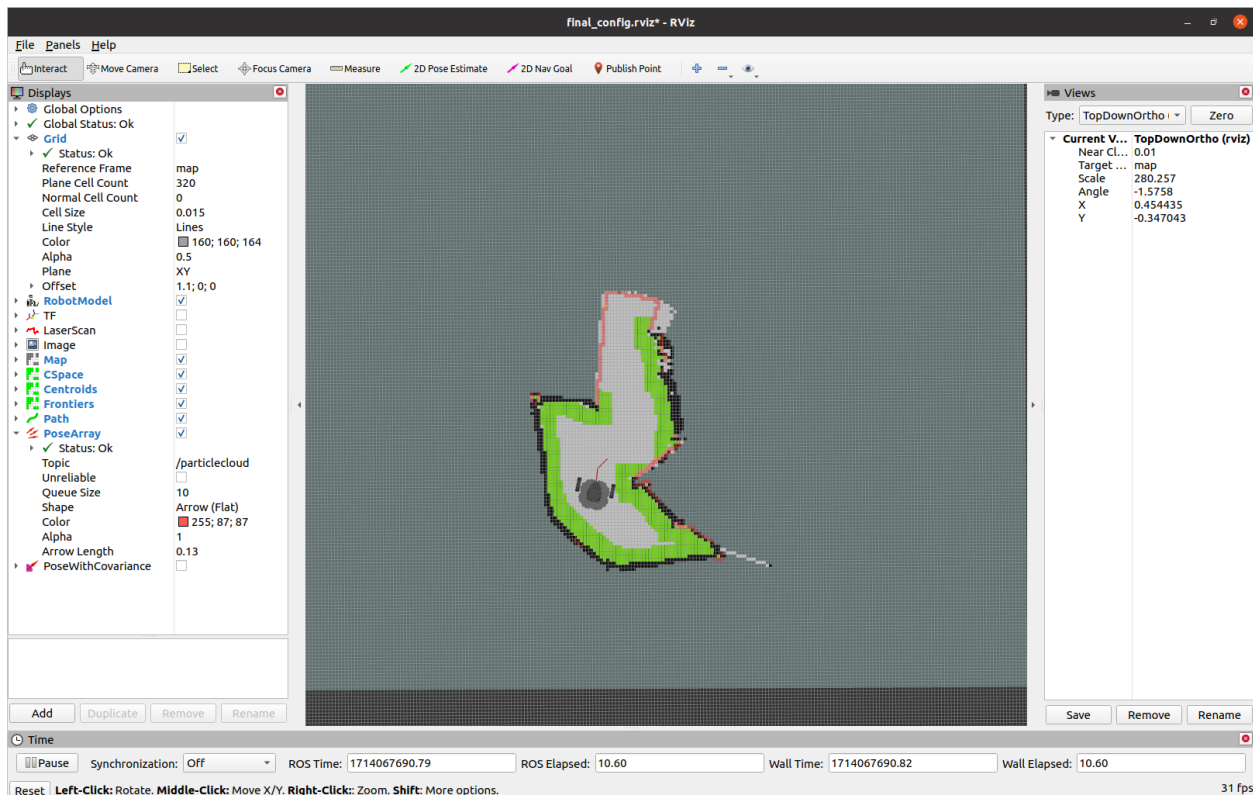 final_config.rviz* - RViz
File Panels Help
Interact Move Camera Select Focus Camera Measure 2D Pose Estimate 2D Nav Goal Publish Point
Displays
Global Options
Global Status: Ok
Grid
Status: Ok
Reference Frame map
Plane Cell Count 320
Normal Cell Count 0
Cell Size 0.015
Line Style Lines
Color 160; 160; 164
Alpha 0.5
Plane XY
Offset 1.1; 0; 0
RobotModel
TF
LaserScan
Image
Map
CSpace
Centroids
Frontiers
Path
PoseArray
Status: Ok
Topic /particlecloud
Unreliable
Queue Size 10
Shape Arrow (Flat)
Color 255; 87; 87
Alpha 1
Arrow Length 0.13
PoseWithCovariance
Add Duplicate Remove Rename
Views
Type: TopDownOrtho ( Zero
Current V... TopDownOrtho (rviz)
Near Cl... 0.01
Target ... map
Scale 280.257
Angle -1.5758
X 0.454435
Y -0.347043
Save Remove Rename
Time
Pause Synchronization: Off ROS Time: 1714067690.79 ROS Elapsed: 10.60 Wall Time: 1714067690.82 Wall Elapsed: 10.60
Reset Left-Click: Rotate. Middle-Click: Move X/Y. Right-Click:: Zoom. Shift: More options. 31 fps